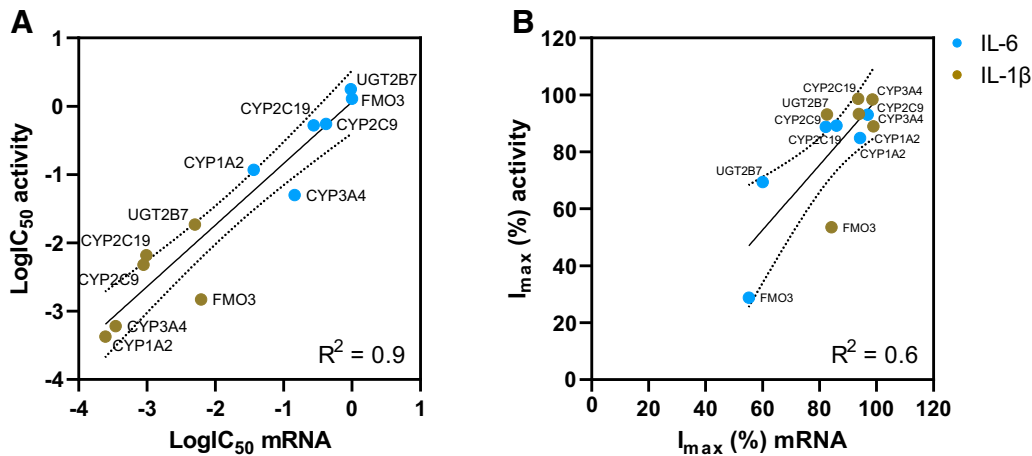 A
LogIC50 activity
1
0
-1
-2
-3
-4
UGT2B7
FMO3
CYP2C19
CYP2C9
CYP1A2
CYP3A4
UGT2B7
CYP2C19
CYP2C9
FMO3
CYP3A4
CYP1A2
R2 = 0.9
-4 -3 -2 -1 0 1
LogIC50 mRNA
B
Imax (%) activity
120
100
80
60
40
20
0
CYP2C19 CYP3A4
UGT2B7 CYP2C9
CYP2C9 CYP3A4
CYP2C19 CYP1A2
CYP1A2
UGT2B7
FMO3
FMO3
R2 = 0.6
0 20 40 60 80 100 120
Imax (%) mRNA
IL-6
IL-1β